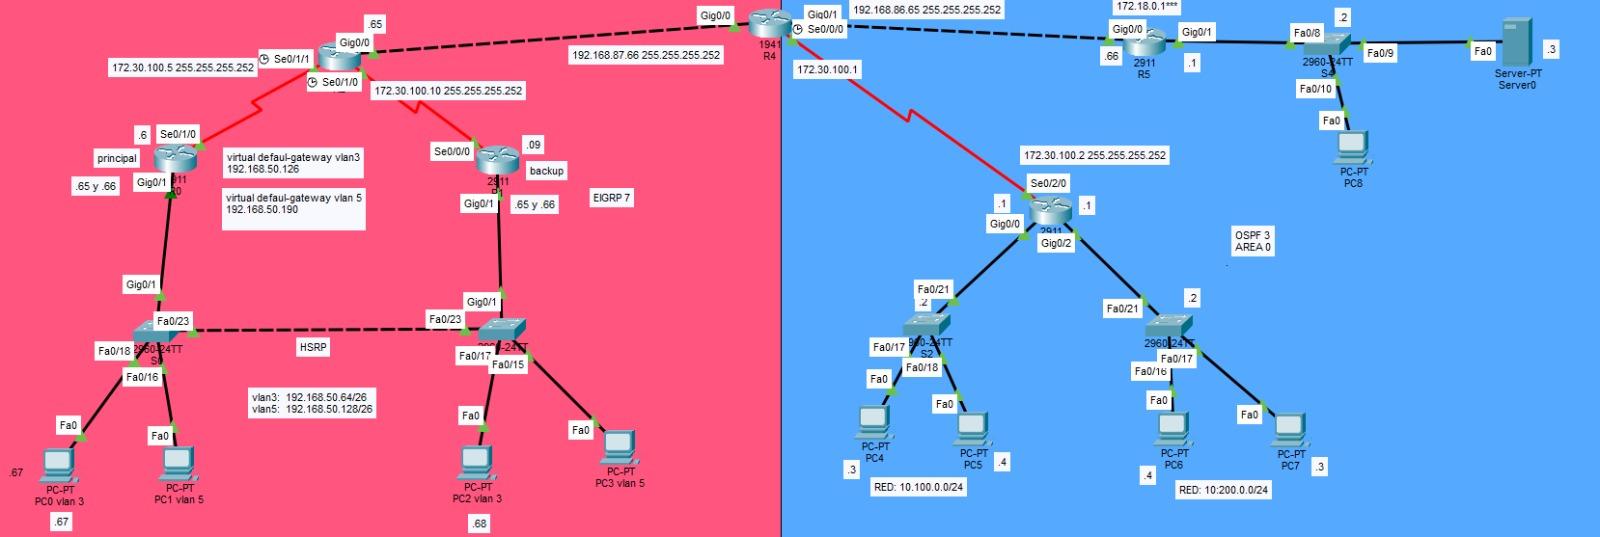 .65
Gig0/0
Se0/1/1
172.30.100.5 255.255.255.252
Se0/1/0
172.30.100.10 255.255.255.252
192.168.87.66 255.255.255.252
Gig0/0
1941
R4
Gig0/1
Se0/0/0
192.168.86.65 255.255.255.252
172.30.100.1
172.18.0.1***
Gig0/0
Gig0/1
.66
2911
R5
.1
.2
Fa0/8
Fa0/9
2960-24TT
Fa0/10
Fa0
Fa0
.3
Server-PT
Server0
PC-PT
PC8
.6
Se0/1/0
principal
.65 y .66
Gig0/1
virtual defaul-gateway vlan3
192.168.50.126
virtual defaul-gateway vlan 5
192.168.50.190
Se0/0/0
.09
backup
Gig0/1
.65 y .66
EIGRP 7
172.30.100.2 255.255.255.252
Se0/2/0
.1
.1
Gig0/0
2911
Gig0/2
OSPF 3
AREA 0
Gig0/1
Fa0/23
Fa0/18
Fa0/16
Gig0/1
Fa0/23
HSRP
Fa0/17
Fa0/15
vlan3: 192.168.50.64/26
vlan5: 192.168.50.128/26
Fa0
Fa0
Fa0
Fa0
.67
PC-PT
PC0 vlan 3
.67
PC-PT
PC1 vlan 5
PC-PT
PC2 vlan 3
.68
PC-PT
PC3 vlan 5
Fa0/21
.2
Fa0/17
S2
Fa0/18
Fa0
Fa0
PC-PT
PC4
.3
PC-PT
PC5
.4
RED: 10.100.0.0/24
Fa0/21
.2
2960-24TT
Fa0/17
Fa0/16
Fa0
Fa0
PC-PT
PC6
.4
PC-PT
PC7
.3
RED: 10:200.0.0/24